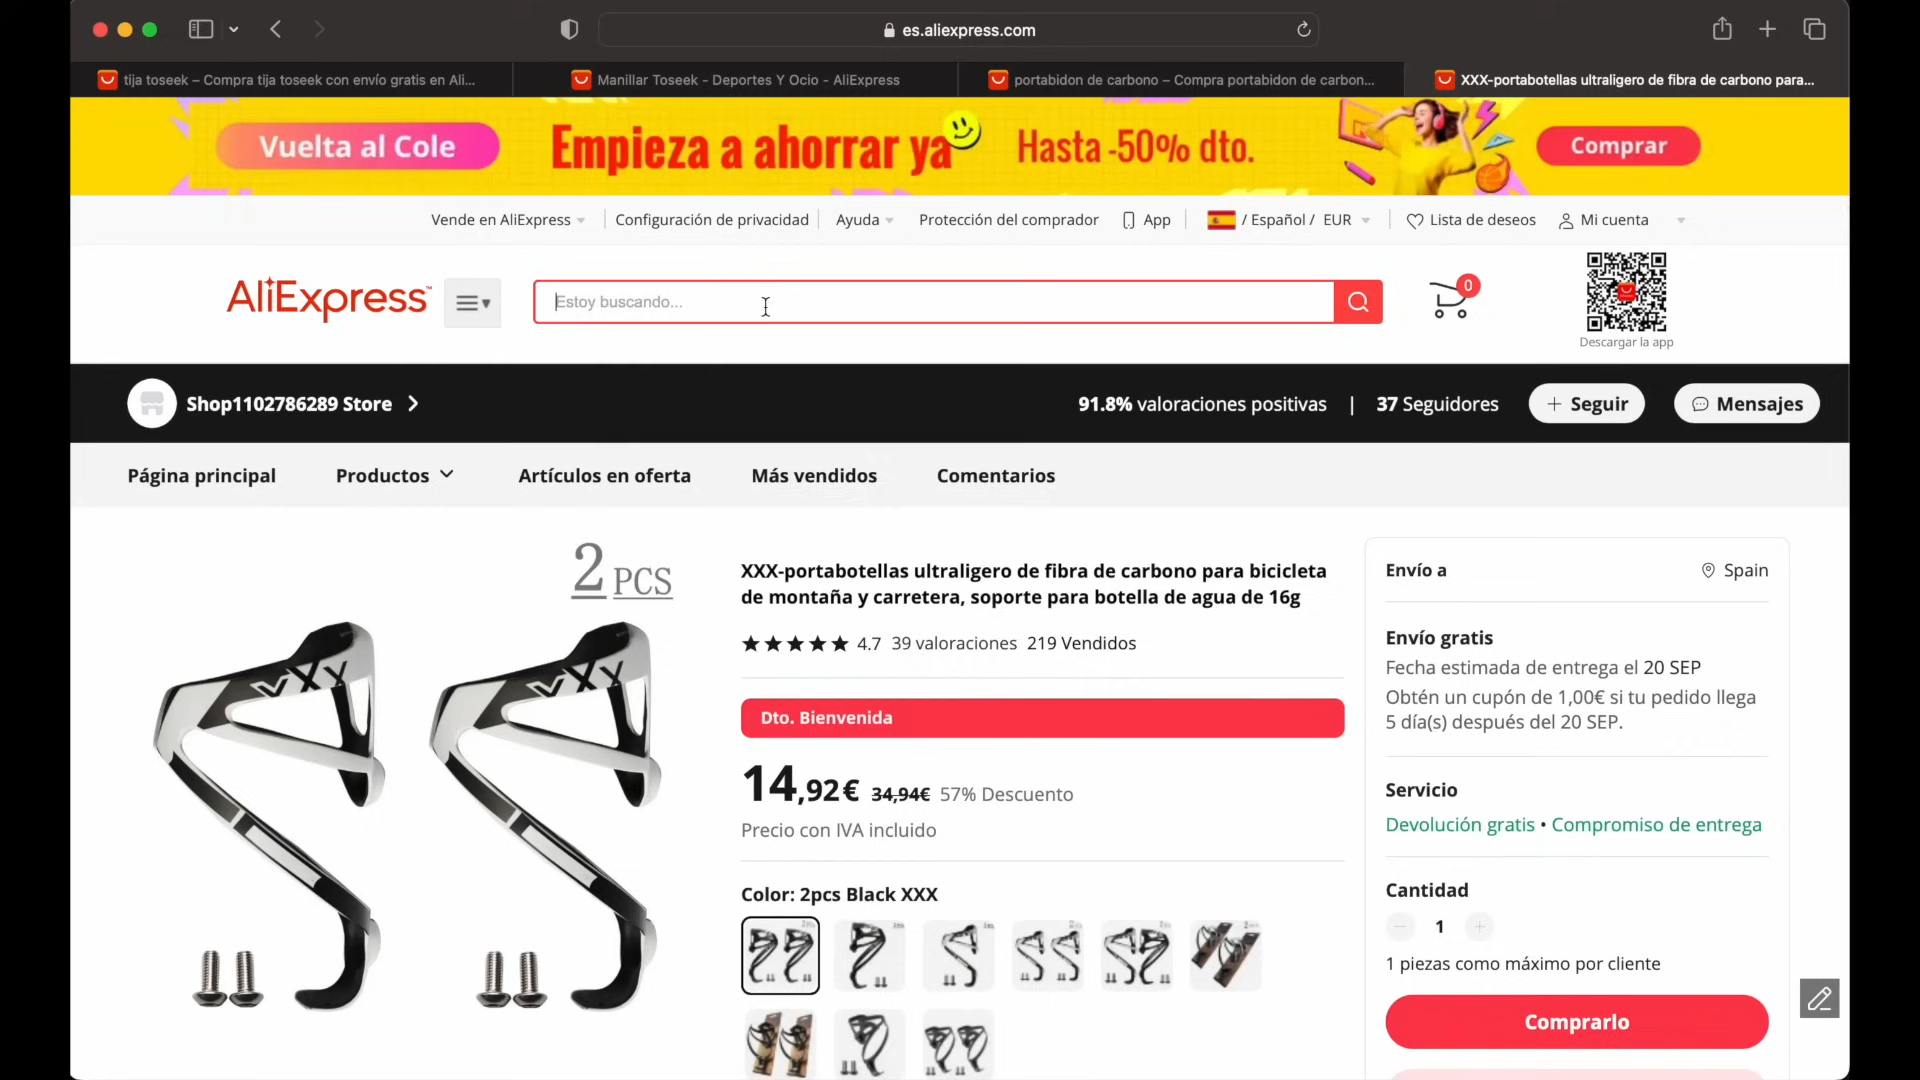 es.aliexpress.com
tija toseek – Compra tija toseek con envío gratis en Ali...
Manillar Toseek - Deportes Y Ocio - AliExpress
portabidon de carbono – Compra portabidon de carbon...
XXX-portabotellas ultraligero de fibra de carbono para...
Vuelta al Cole
Empieza a ahorrar ya
Hasta -50% dto.
Comprar
Vende en AliExpress
Configuración de privacidad
Ayuda
Protección del comprador
App
/ Español / EUR
Lista de deseos
Mi cuenta
AliExpress™
Estoy buscando...
0
Descargar la app
Shop1102786289 Store
91.8% valoraciones positivas | 37 Seguidores
+ Seguir
Mensajes
Página principal
Productos
Artículos en oferta
Más vendidos
Comentarios
2 PCS
XXX-portabotellas ultraligero de fibra de carbono para bicicleta
de montaña y carretera, soporte para botella de agua de 16g
4.7 39 valoraciones 219 Vendidos
Dto. Bienvenida
14,92€ 34,94€ 57% Descuento
Precio con IVA incluido
Color: 2pcs Black XXX
Envío a
Spain
Envío gratis
Fecha estimada de entrega el 20 SEP
Obtén un cupón de 1,00€ si tu pedido llega
5 día(s) después del 20 SEP.
Servicio
Devolución gratis • Compromiso de entrega
Cantidad
1
1 piezas como máximo por cliente
Comprarlo